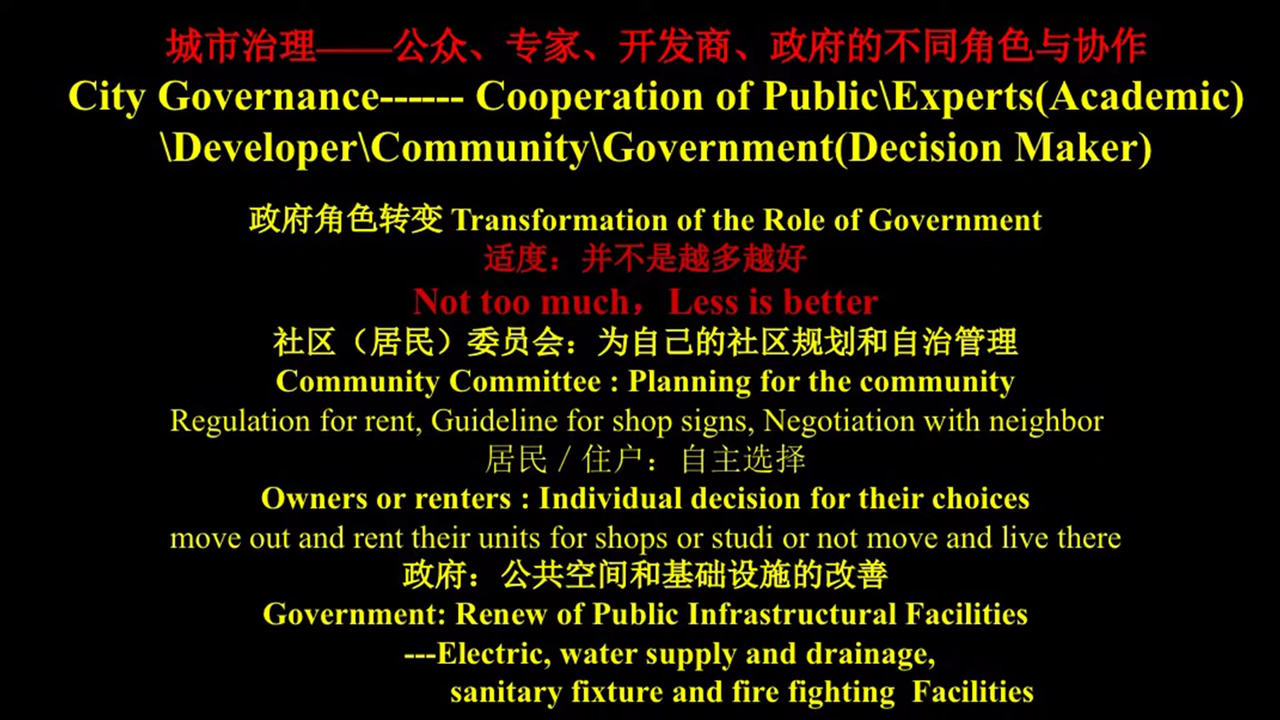 城市治理——公众、专家、开发商、政府的不同角色与协作
City Governance------ Cooperation of Public\Experts(Academic)
\Developer\Community\Government(Decision Maker)
政府角色转变 Transformation of the Role of Government
适度：并不是越多越好
Not too much，Less is better
社区（居民）委员会：为自己的社区规划和自治管理
Community Committee : Planning for the community
Regulation for rent, Guideline for shop signs, Negotiation with neighbor
居民／住户：自主选择
Owners or renters : Individual decision for their choices
move out and rent their units for shops or studi or not move and live there
政府：公共空间和基础设施的改善
Government: Renew of Public Infrastructural Facilities
---Electric, water supply and drainage,
sanitary fixture and fire fighting Facilities